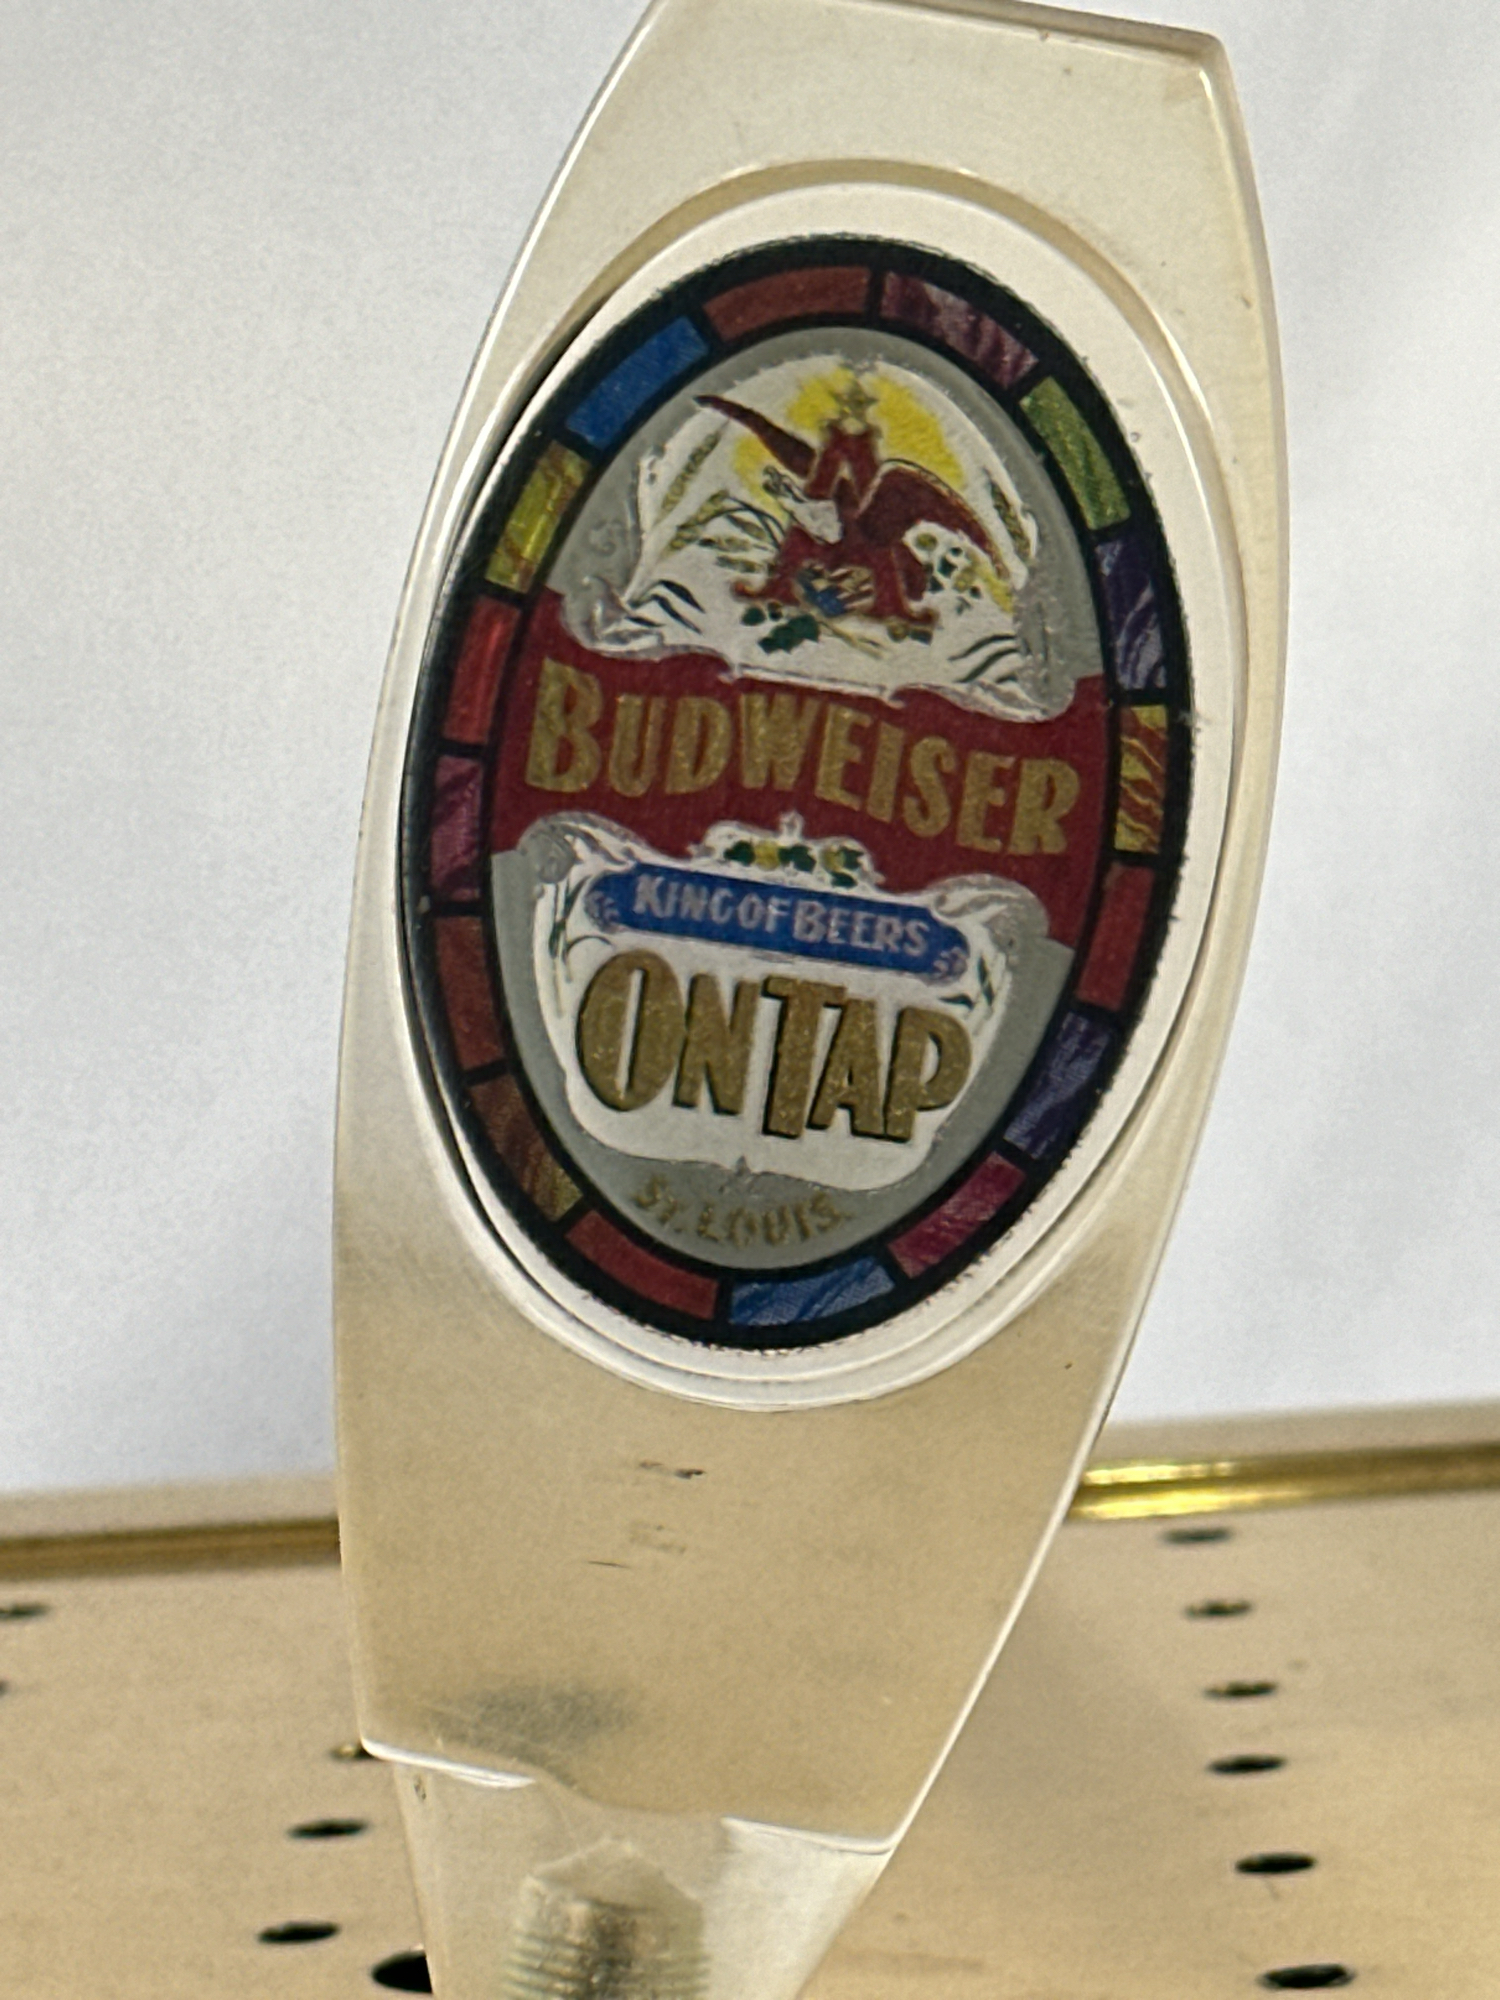 BUDWEISER
KING OF BEERS
ON TAP
ST. LOUIS